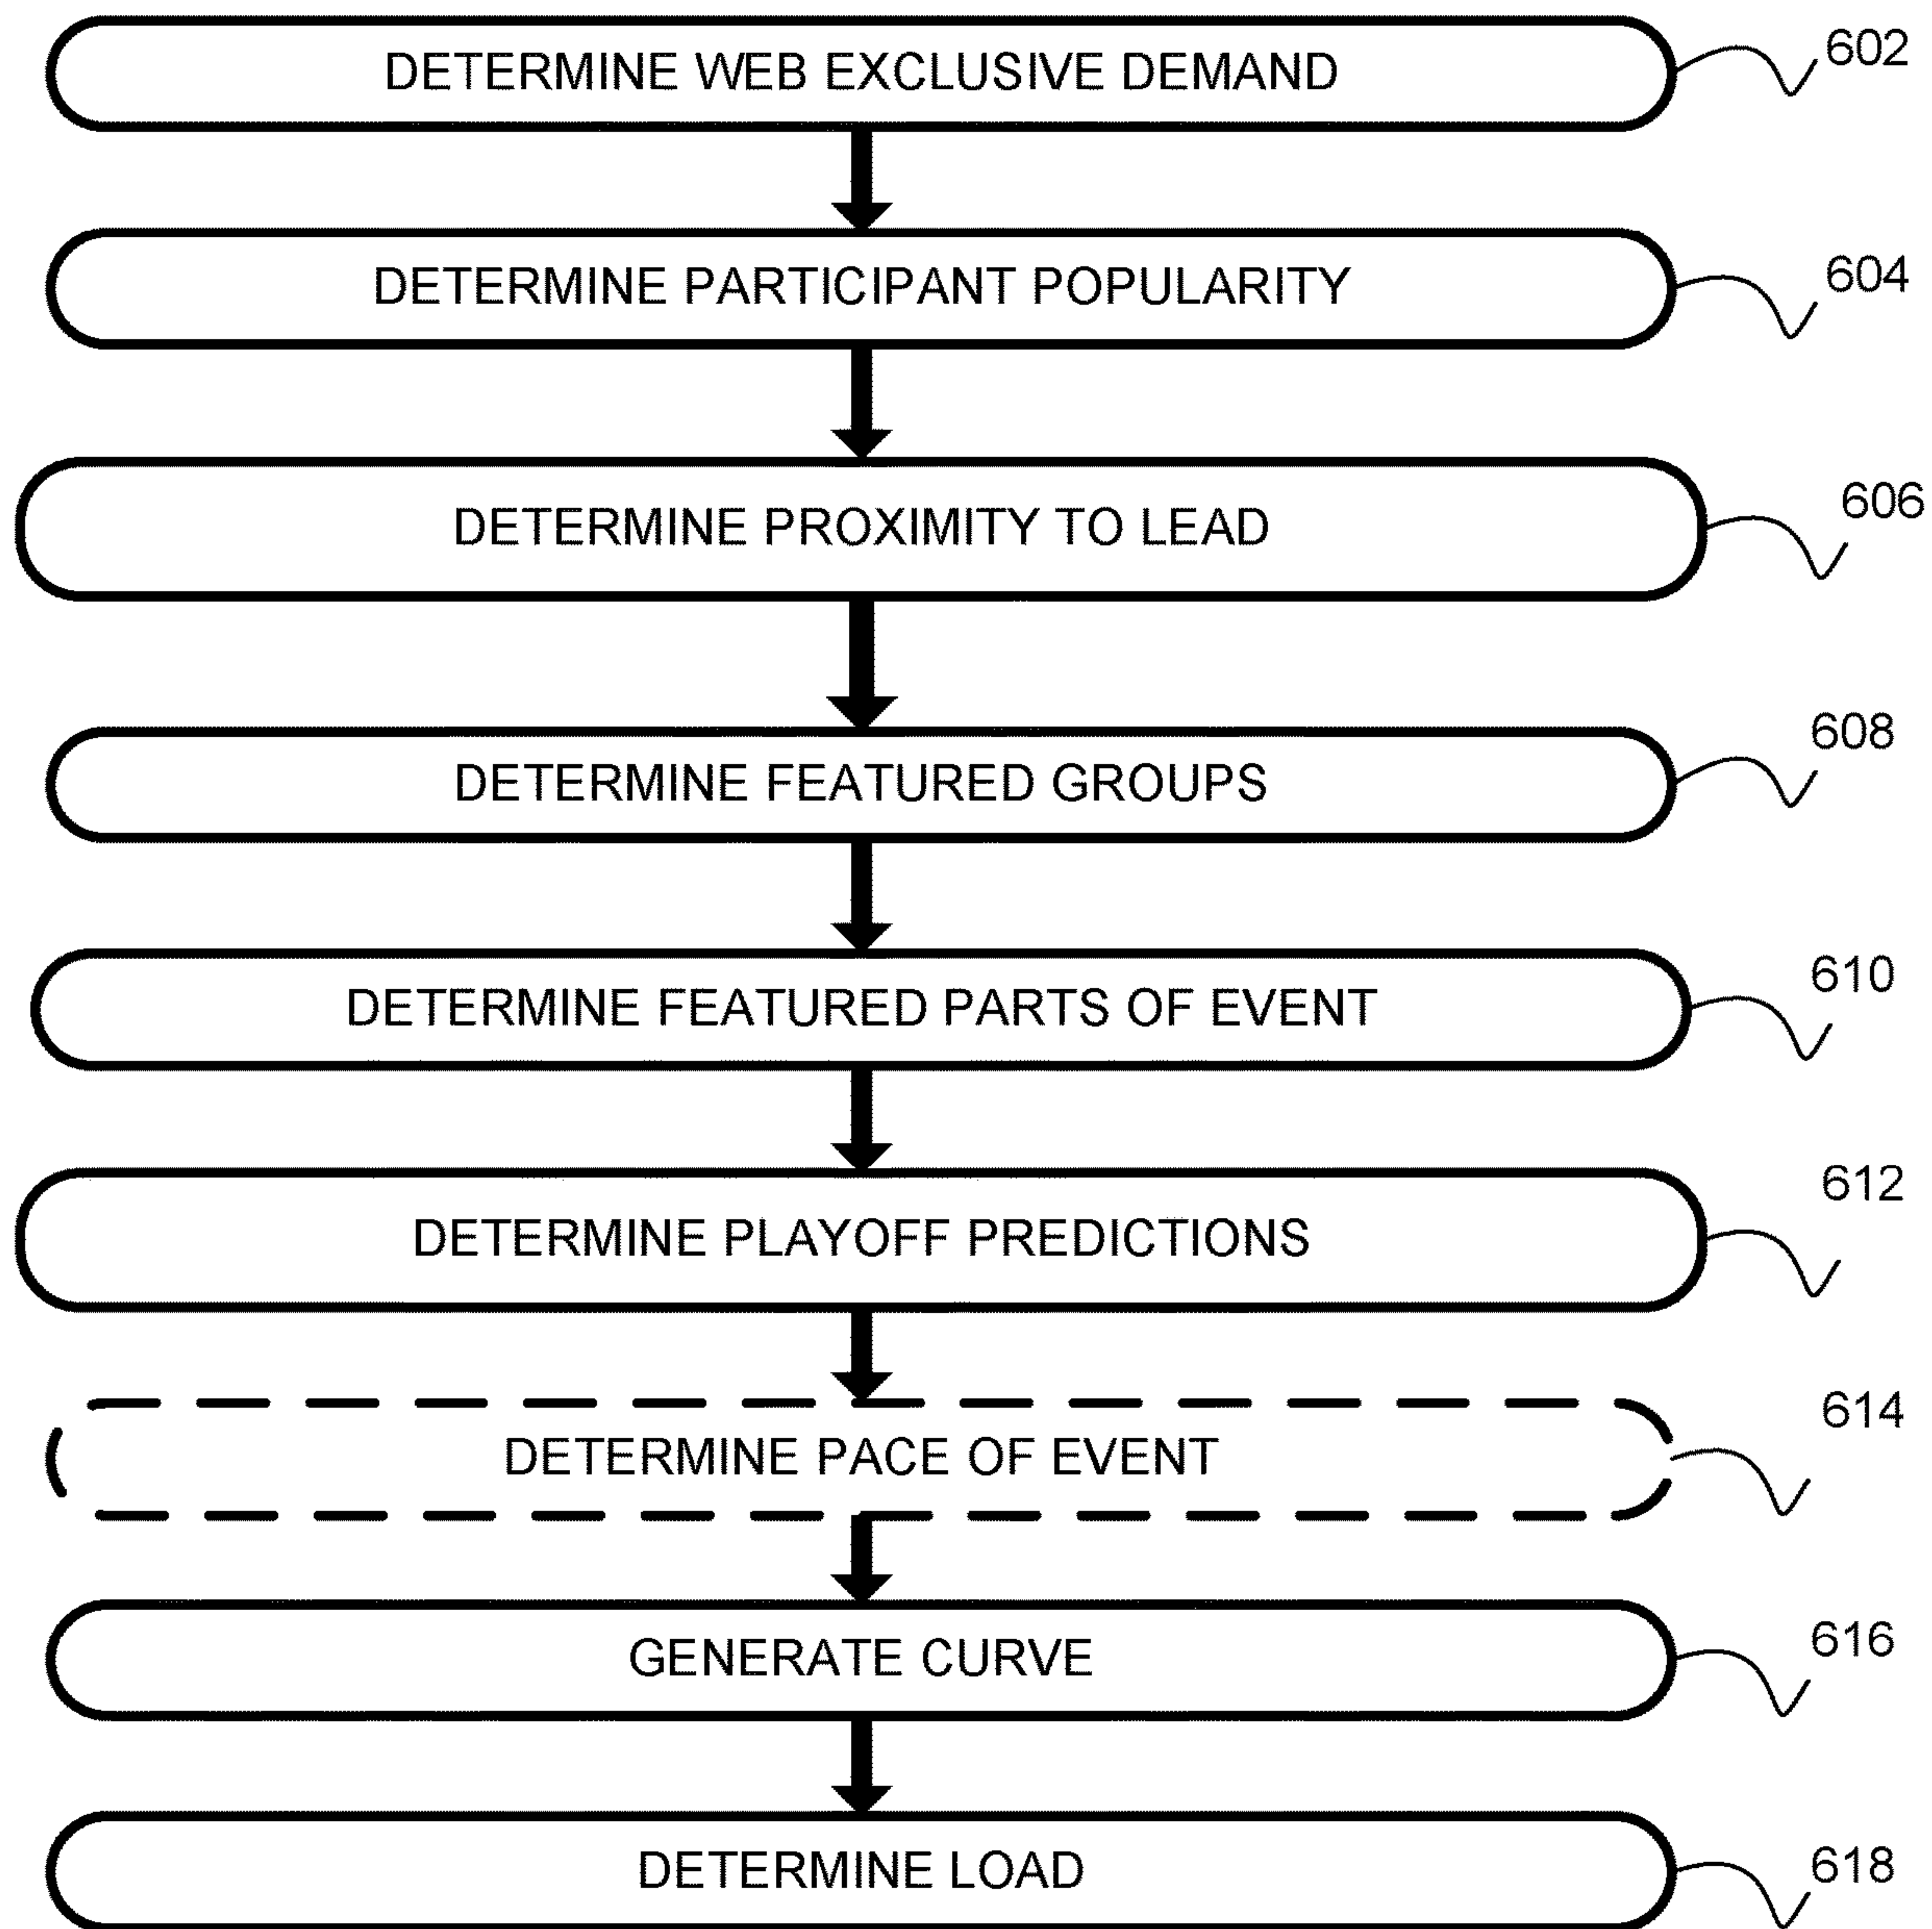 DETERMINE WEB EXCLUSIVE DEMAND
602
DETERMINE PARTICIPANT POPULARITY
604
DETERMINE PROXIMITY TO LEAD
606
DETERMINE FEATURED GROUPS
608
DETERMINE FEATURED PARTS OF EVENT
610
DETERMINE PLAYOFF PREDICTIONS
612
DETERMINE PACE OF EVENT
614
GENERATE CURVE
616
DETERMINE LOAD
618